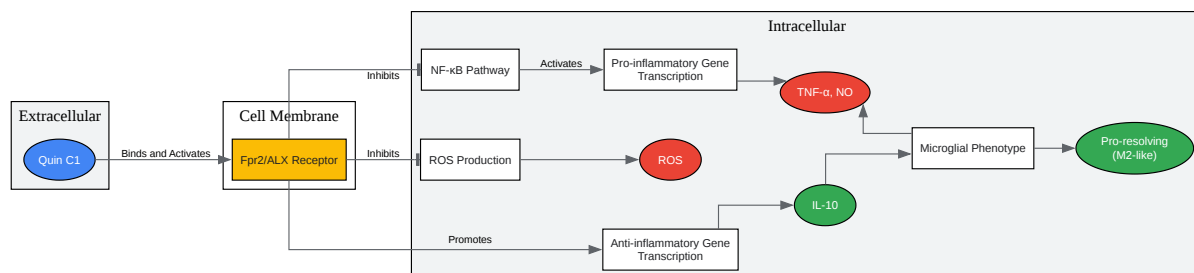 Intracellular
NF-κB Pathway
Activates
Pro-inflammatory Gene
Transcription
Inhibits
TNF-α, NO
Extracellular
Cell Membrane
Quin C1
Binds and Activates
Fpr2/ALX Receptor
Inhibits
ROS Production
ROS
Microglial Phenotype
Pro-resolving
(M2-like)
IL-10
Promotes
Anti-inflammatory Gene
Transcription